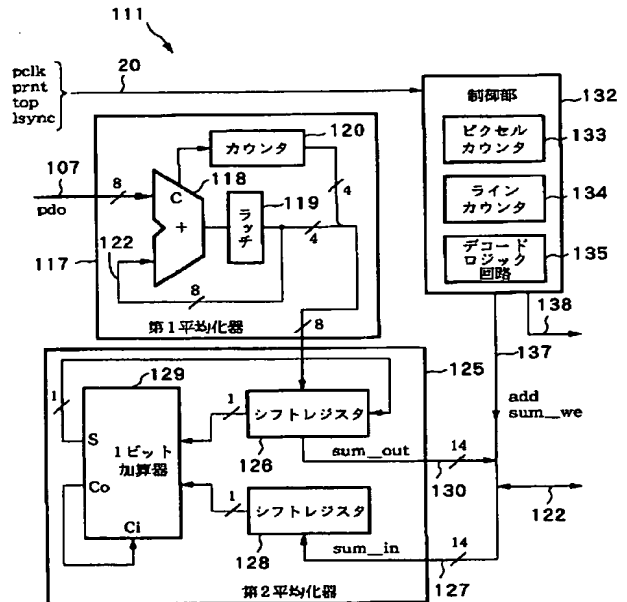 111
pclk
prnt
top
lsync
20
制御部
132
ピクセル
カウンタ
133
ライン
カウンタ
134
デコード
ロジック
回路
135
138
137
add
sum_we
カウンタ
120
C
118
119
4
107
8
pdo
+
ラッチ
4
122
117
8
第1平均化器
8
129
125
1
1
シフトレジスタ
126
S
1ビット
加算器
sum_out
14
130
Co
1
シフトレジスタ
128
122
Ci
sum_in
14
127
第2平均化器